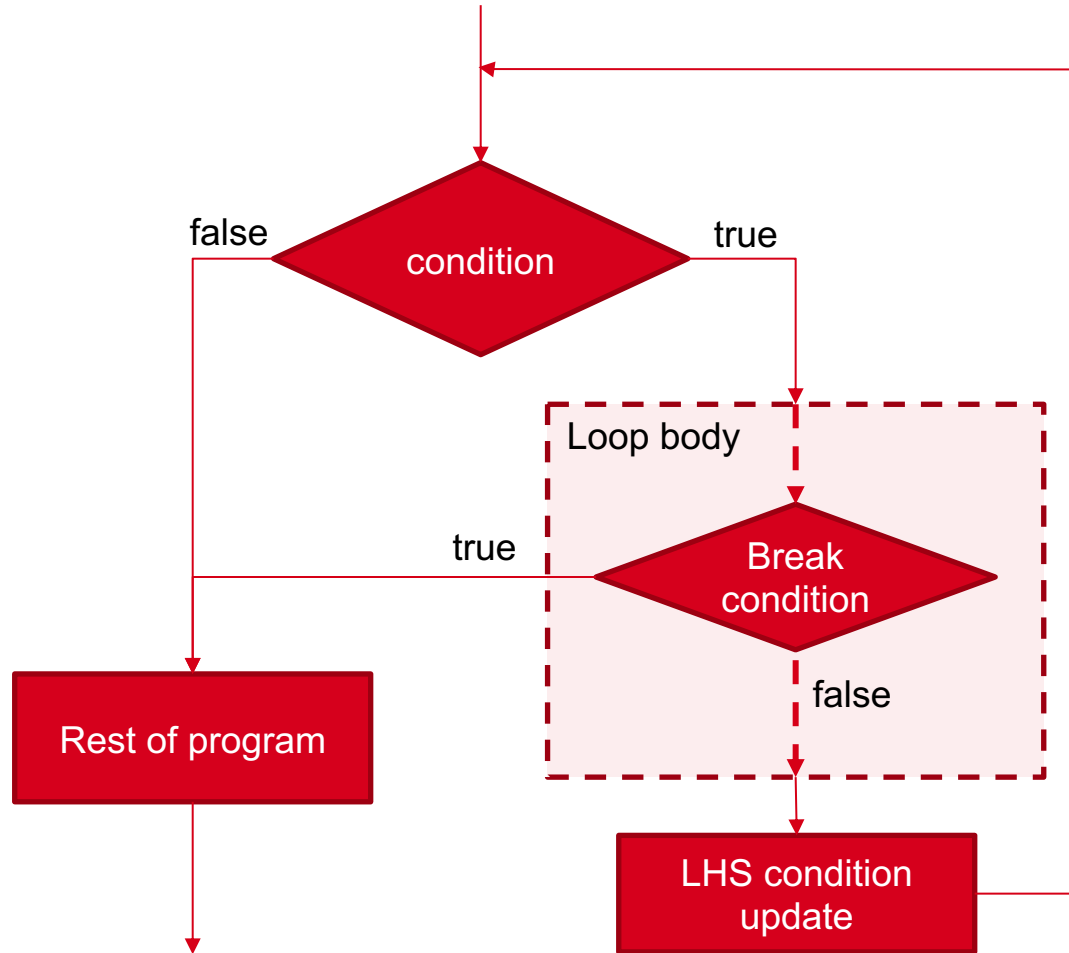 false
true
condition
Loop body
true
Break
condition
false
Rest of program
LHS condition
update